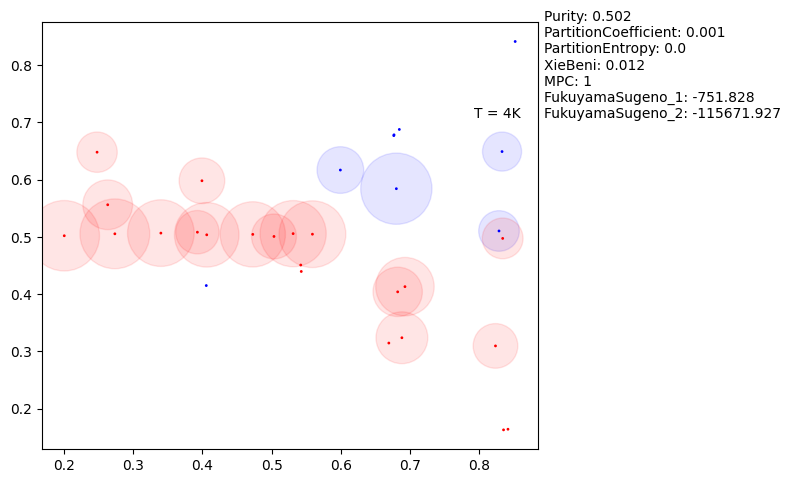 Purity: 0.502
PartitionCoefficient: 0.001
PartitionEntropy: 0.0
XieBeni: 0.012
MPC: 1
FukuyamaSugeno_1: -751.828
FukuyamaSugeno_2: -115671.927
T = 4K
0.8
0.7
0.6
0.5
0.4
0.3
0.2
0.2 0.3 0.4 0.5 0.6 0.7 0.8